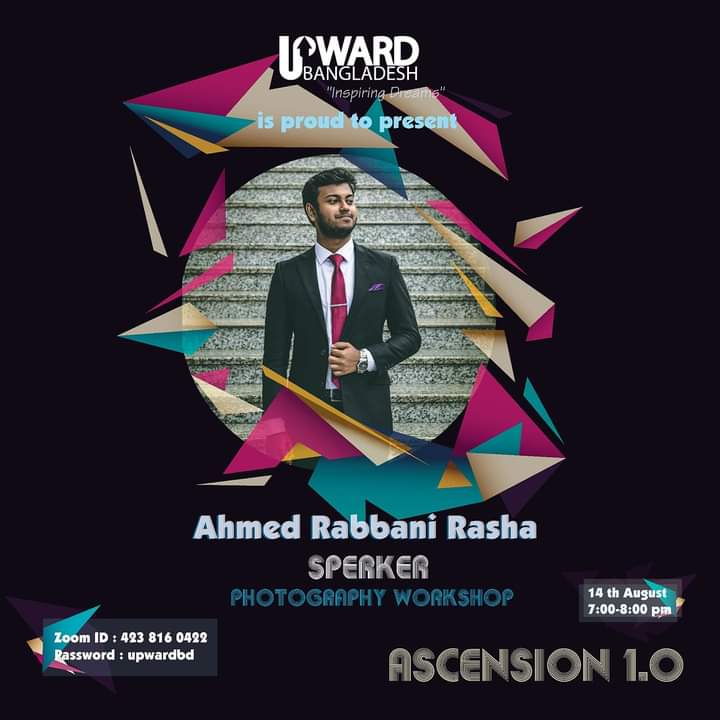 UPWARD
BANGLADESH
"Inspiring Dreams"
is proud to present
Ahmed Rabbani Rasha
SPEAKER
PHOTOGRAPHY WORKSHOP
14 th August
7:00-8:00 pm
Zoom ID : 423 816 0422
Password : upwardbd
ASCENSION 1.0